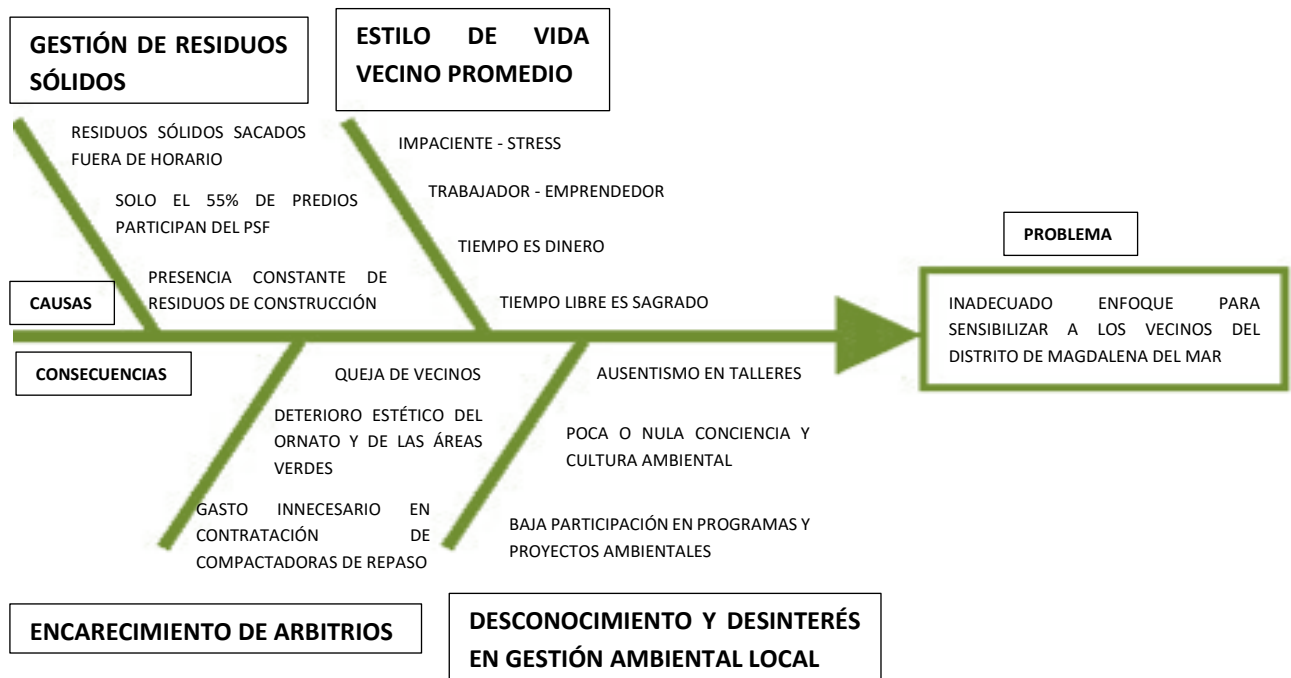 GESTIÓN DE RESIDUOS
SÓLIDOS
RESIDUOS SÓLIDOS SACADOS
FUERA DE HORARIO
SOLO EL 55% DE PREDIOS
PARTICIPAN DEL PSF
PRESENCIA CONSTANTE DE
RESIDUOS DE CONSTRUCCIÓN
ESTILO DE VIDA
VECINO PROMEDIO
IMPACIENTE - STRESS
TRABAJADOR - EMPRENDEDOR
TIEMPO ES DINERO
TIEMPO LIBRE ES SAGRADO
CAUSAS
PROBLEMA
INADECUADO ENFOQUE PARA
SENSIBILIZAR A LOS VECINOS DEL
DISTRITO DE MAGDALENA DEL MAR
CONSECUENCIAS
QUEJA DE VECINOS
DETERIORO ESTÉTICO DEL
ORNATO Y DE LAS ÁREAS
VERDES
GASTO INNECESARIO EN
CONTRATACIÓN DE
COMPACTADORAS DE REPASO
ENCARECIMIENTO DE ARBITRIOS
AUSENTISMO EN TALLERES
POCA O NULA CONCIENCIA Y
CULTURA AMBIENTAL
BAJA PARTICIPACIÓN EN PROGRAMAS Y
PROYECTOS AMBIENTALES
DESCONOCIMIENTO Y DESINTERÉS
EN GESTIÓN AMBIENTAL LOCAL